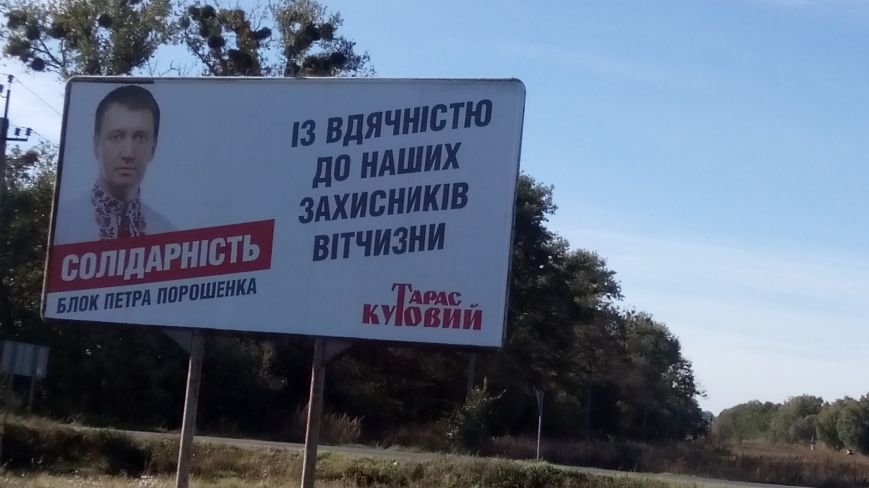 ІЗ ВДЯЧНІСТЮ
ДО НАШИХ
ЗАХИСНИКІВ
ВІТЧИЗНИ
СОЛІДАРНІСТЬ
БЛОК ПЕТРА ПОРОШЕНКА
ТАРАС
КУТОВИЙ